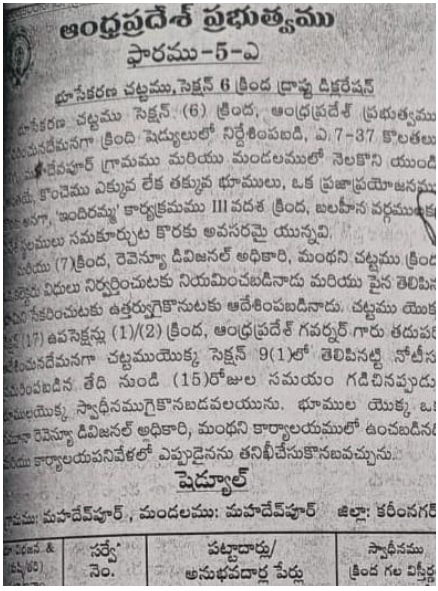 ఆంధ్రప్రదేశ్ ప్రభుత్వము
ఫారము-5-ఎ
భూసేకరణ చట్టము,సెక్షన్ 6 క్రింద డ్రాఫ్టు డిక్లరేషన్
భూసేకరణ చట్టము సెక్షన్ (6) క్రింద, ఆంధ్రప్రదేశ్ ప్రభుత్వము
క్రింది షెడ్యులులో నిర్దేశింపబడి, ఎ.7-37 కొలతలు
గ్రామము మరియు మండలములో నెలకొని యుండి
కొంచెము ఎక్కువ లేక తక్కువ భూములు, ఒక ప్రజాప్రయోజనము
అనగా, 'ఇందిరమ్మ' కార్యక్రమము III వదశ క్రింద, బలహీన
సమకూర్చుట కొరకు అవసరమై యున్నవి.
(7)క్రింద, రెవెన్యూ డివిజనల్ అధికారి, మంథని చట్టము క్రింద
విధులు నిర్వర్తించుటకు నియమించబడినాడు మరియు పైన తెలిపిన
సేకరించుటకు ఉత్తర్వుగైకొనుటకు ఆదేశింపబడినాడు. చట్టము యొక్క
(17) ఉపసెక్షన్లు (1)/(2) క్రింద, ఆంధ్రప్రదేశ్ గవర్నర్ గారు తదుపరి
చట్టముయొక్క సెక్షన్ 9(1)లో తెలిపినట్టి నోటీసు
తేది నుండి (15)రోజుల సమయం గడిచినప్పుడు
స్వాధీనముగైకొనబడవలయును. భూముల యొక్క ఒక
రెవెన్యూ డివిజనల్ అధికారి, మంథని కార్యాలయములో ఉంచబడినది
కార్యాలయపనివేళలో ఎప్పుడైనను తనిఖీచేసుకొనబవచ్చును.
షెడ్యూల్
గ్రామము: మహదేవ్‌పూర్, మండలము: మహదేవ్‌పూర్ జిల్లా: కరీంనగర్
సర్వే పట్టాదార్లు/ స్వాధీనము
నెం. అనుభవదార్ల పేర్లు క్రింద గల విస్తీర్ణ